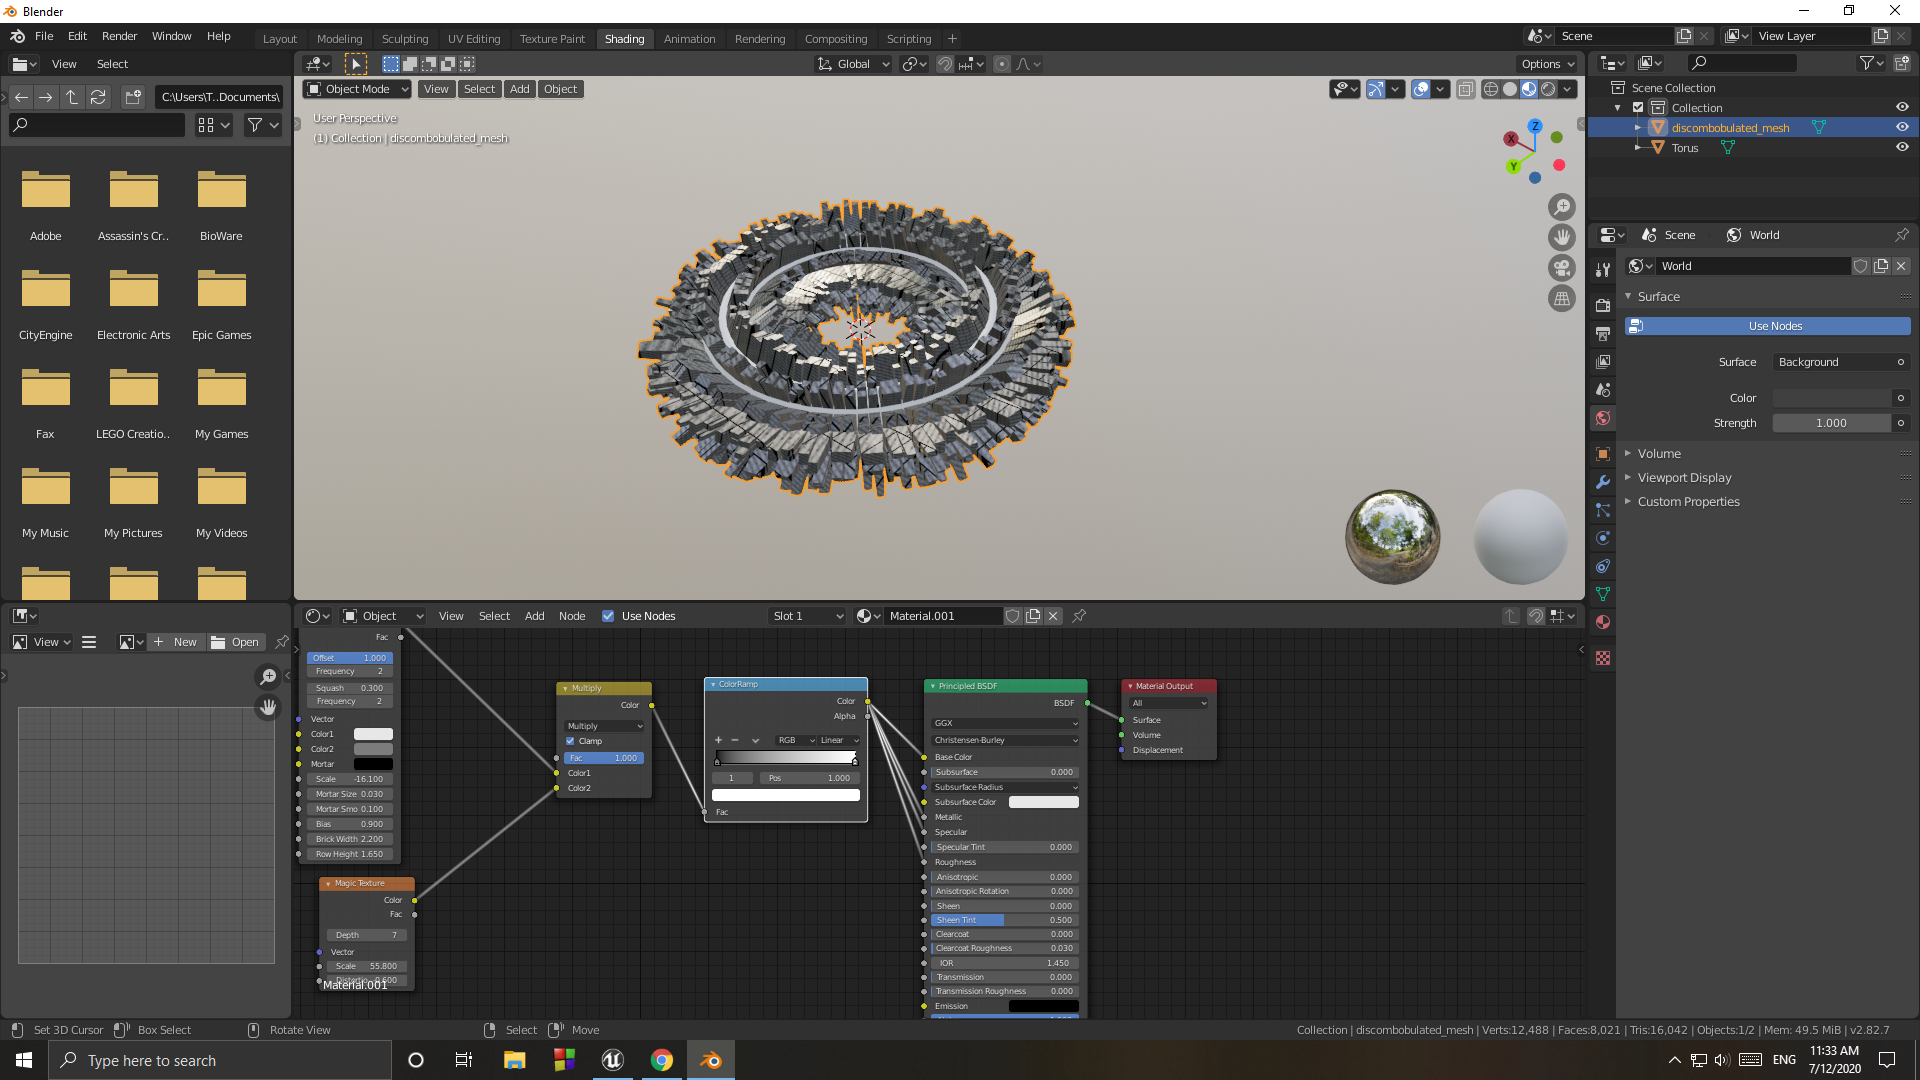 Blender
File Edit Render Window Help
Layout Modeling Sculpting UV Editing Texture Paint Shading Animation Rendering Compositing Scripting
Scene
View Layer
View Select
Global
Options
C:\Users\T..Documents\
Object Mode View Select Add Object
User Perspective
(1) Collection | discombobulated_mesh
X Y Z
Scene Collection
Collection
discombobulated_mesh
Torus
Adobe Assassin's Cr.. BioWare
CityEngine Electronic Arts Epic Games
Fax LEGO Creatio.. My Games
My Music My Pictures My Videos
Scene World
World
Surface
Use Nodes
Surface Background
Color
Strength 1.000
Volume
Viewport Display
Custom Properties
Object View Select Add Node Use Nodes Slot 1 Material.001
View New Open
Fac
Offset 1.000
Frequency 2
Squash 0.300
Frequency 2
Vector
Color1
Color2
Mortar
Scale -16.100
Mortar Size 0.030
Mortar Smo 0.100
Bias 0.900
Brick Width 2.200
Row Height 1.650
Magic Texture
Color
Fac
Depth 7
Vector
Scale 55.800
Distortio 0.600
Material.001
Multiply
Color
Multiply
Clamp
Fac 1.000
Color1
Color2
ColorRamp
Color
Alpha
RGB Linear
1 Pos 1.000
Fac
Principled BSDF
BSDF
GGX
Christensen-Burley
Base Color
Subsurface 0.000
Subsurface Radius
Subsurface Color
Metallic
Specular
Specular Tint 0.000
Roughness
Anisotropic 0.000
Anisotropic Rotation 0.000
Sheen 0.000
Sheen Tint 0.500
Clearcoat 0.000
Clearcoat Roughness 0.030
IOR 1.450
Transmission 0.000
Transmission Roughness 0.000
Emission
Material Output
All
Surface
Volume
Displacement
Set 3D Cursor Box Select Rotate View Select Move
Collection | discombobulated_mesh | Verts:12,488 | Faces:8,021 | Tris:16,042 | Objects:1/2 | Mem: 49.5 MiB | v2.82.7
Type here to search
ENG
11:33 AM
7/12/2020